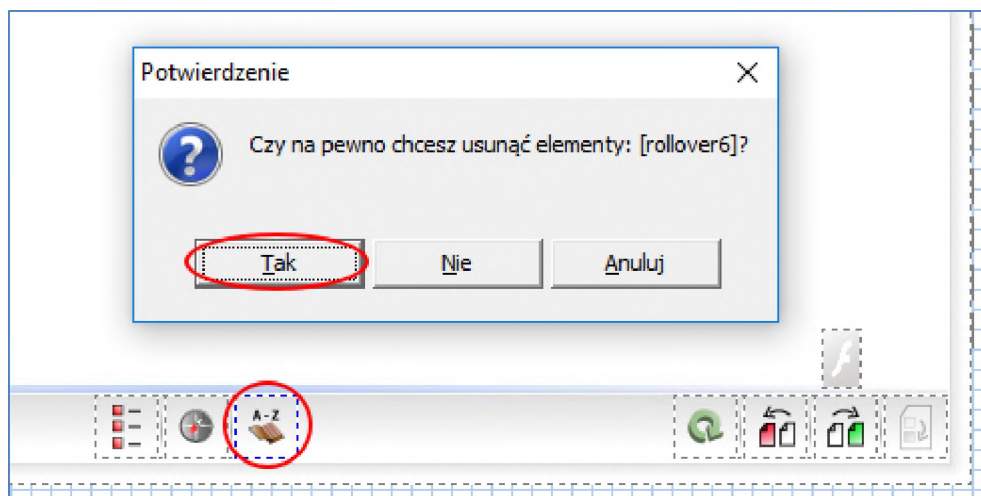 Potwierdzenie
Czy na pewno chcesz usunąć elementy: [rollover6]?
Tak
Nie
Anuluj
A-Z